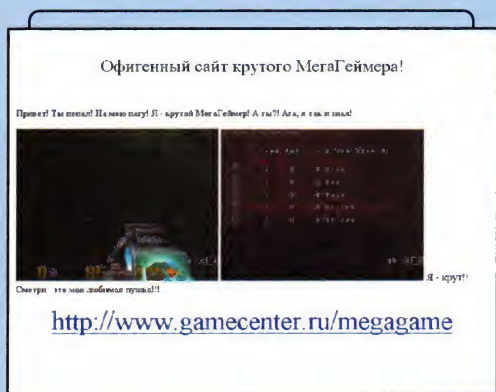 Офигенный сайт крутого МегаГеймера!
Привет! Ты попал! На мою пагу! Я - крутой МегаГеймер! А ты?! Ага, я так и знал!
Я - крут!!
Смотри это моя любимая пушка!!!
http://www.gamecenter.ru/megagame